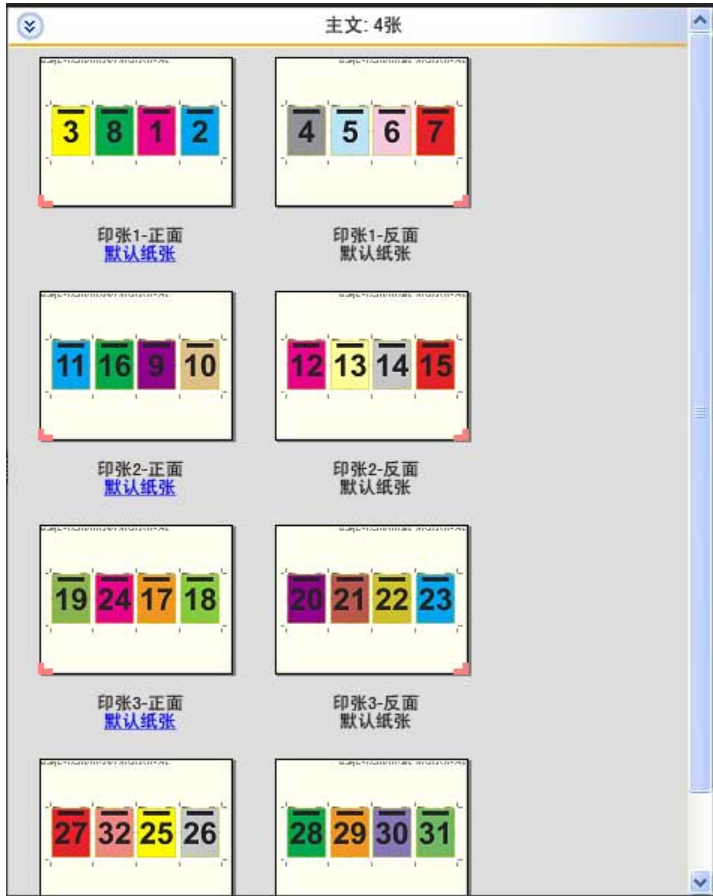 主文: 4张
3 8 1 2
4 5 6 7
印张1-正面
默认纸张
印张1-反面
默认纸张
11 16 9 10
12 13 14 15
印张2-正面
默认纸张
印张2-反面
默认纸张
19 24 17 18
20 21 22 23
印张3-正面
默认纸张
印张3-反面
默认纸张
27 32 25 26
28 29 30 31